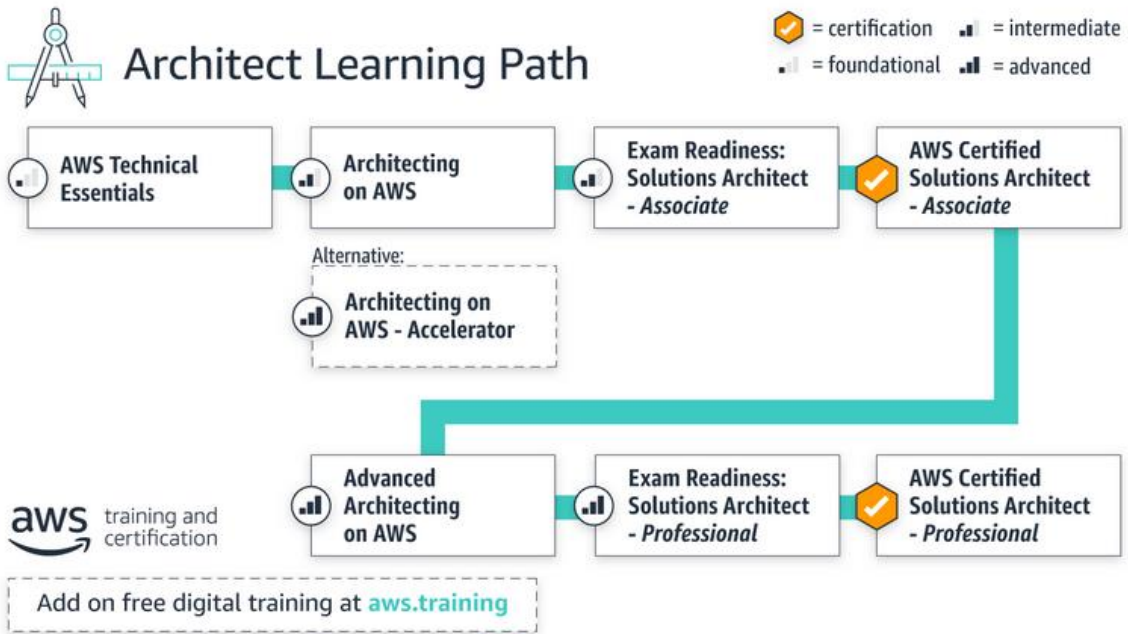 Architect Learning Path
= certification
= intermediate
= foundational
= advanced
AWS Technical
Essentials
Architecting
on AWS
Exam Readiness:
Solutions Architect
- Associate
AWS Certified
Solutions Architect
- Associate
Alternative:
Architecting on
AWS - Accelerator
Advanced
Architecting
on AWS
Exam Readiness:
Solutions Architect
- Professional
AWS Certified
Solutions Architect
- Professional
aws
training and
certification
Add on free digital training at aws.training